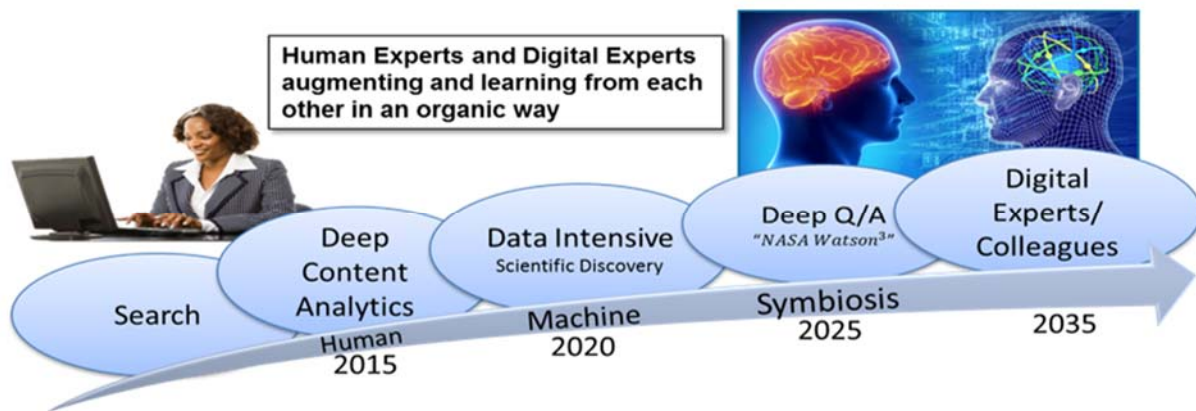 Human Experts and Digital Experts
augmenting and learning from each
other in an organic way
Search
Deep
Content
Analytics
Data Intensive
Scientific Discovery
Deep Q/A
“NASA Watson³”
Digital
Experts/
Colleagues
Human Machine Symbiosis
2015 2020 2025 2035